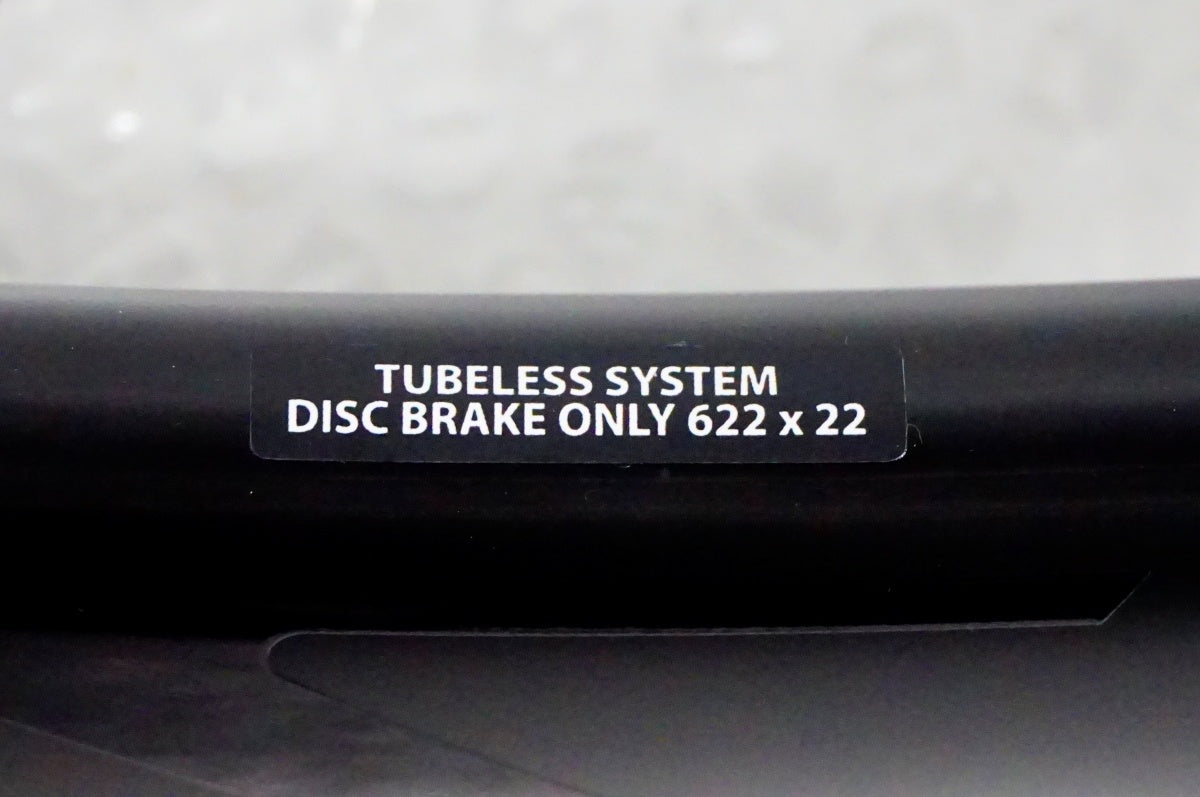 TUBELESS SYSTEM
DISC BRAKE ONLY 622 x 22